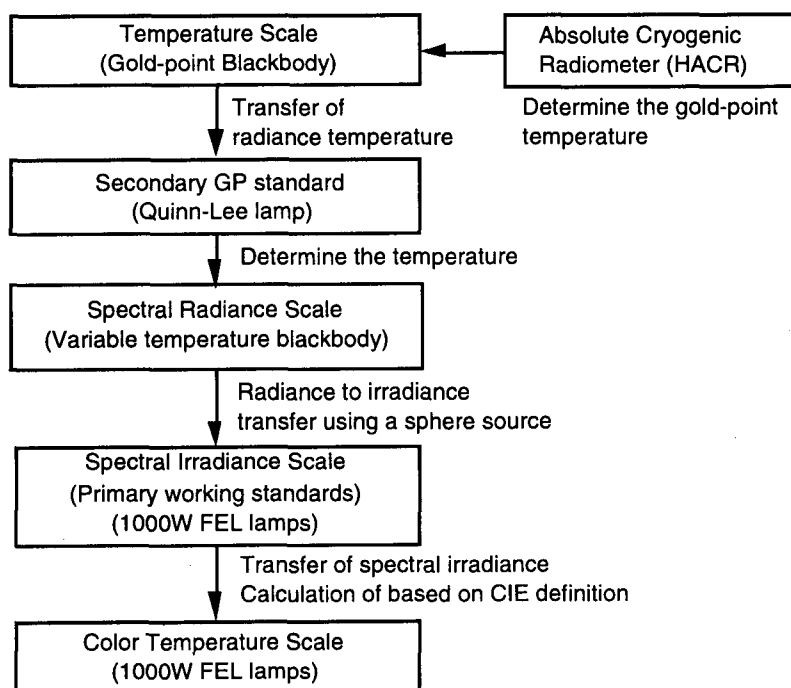 Temperature Scale
(Gold-point Blackbody)
Absolute Cryogenic
Radiometer (HACR)
Transfer of
radiance temperature
Determine the gold-point
temperature
Secondary GP standard
(Quinn-Lee lamp)
Determine the temperature
Spectral Radiance Scale
(Variable temperature blackbody)
Radiance to irradiance
transfer using a sphere source
Spectral Irradiance Scale
(Primary working standards)
(1000W FEL lamps)
Transfer of spectral irradiance
Calculation of based on CIE definition
Color Temperature Scale
(1000W FEL lamps)